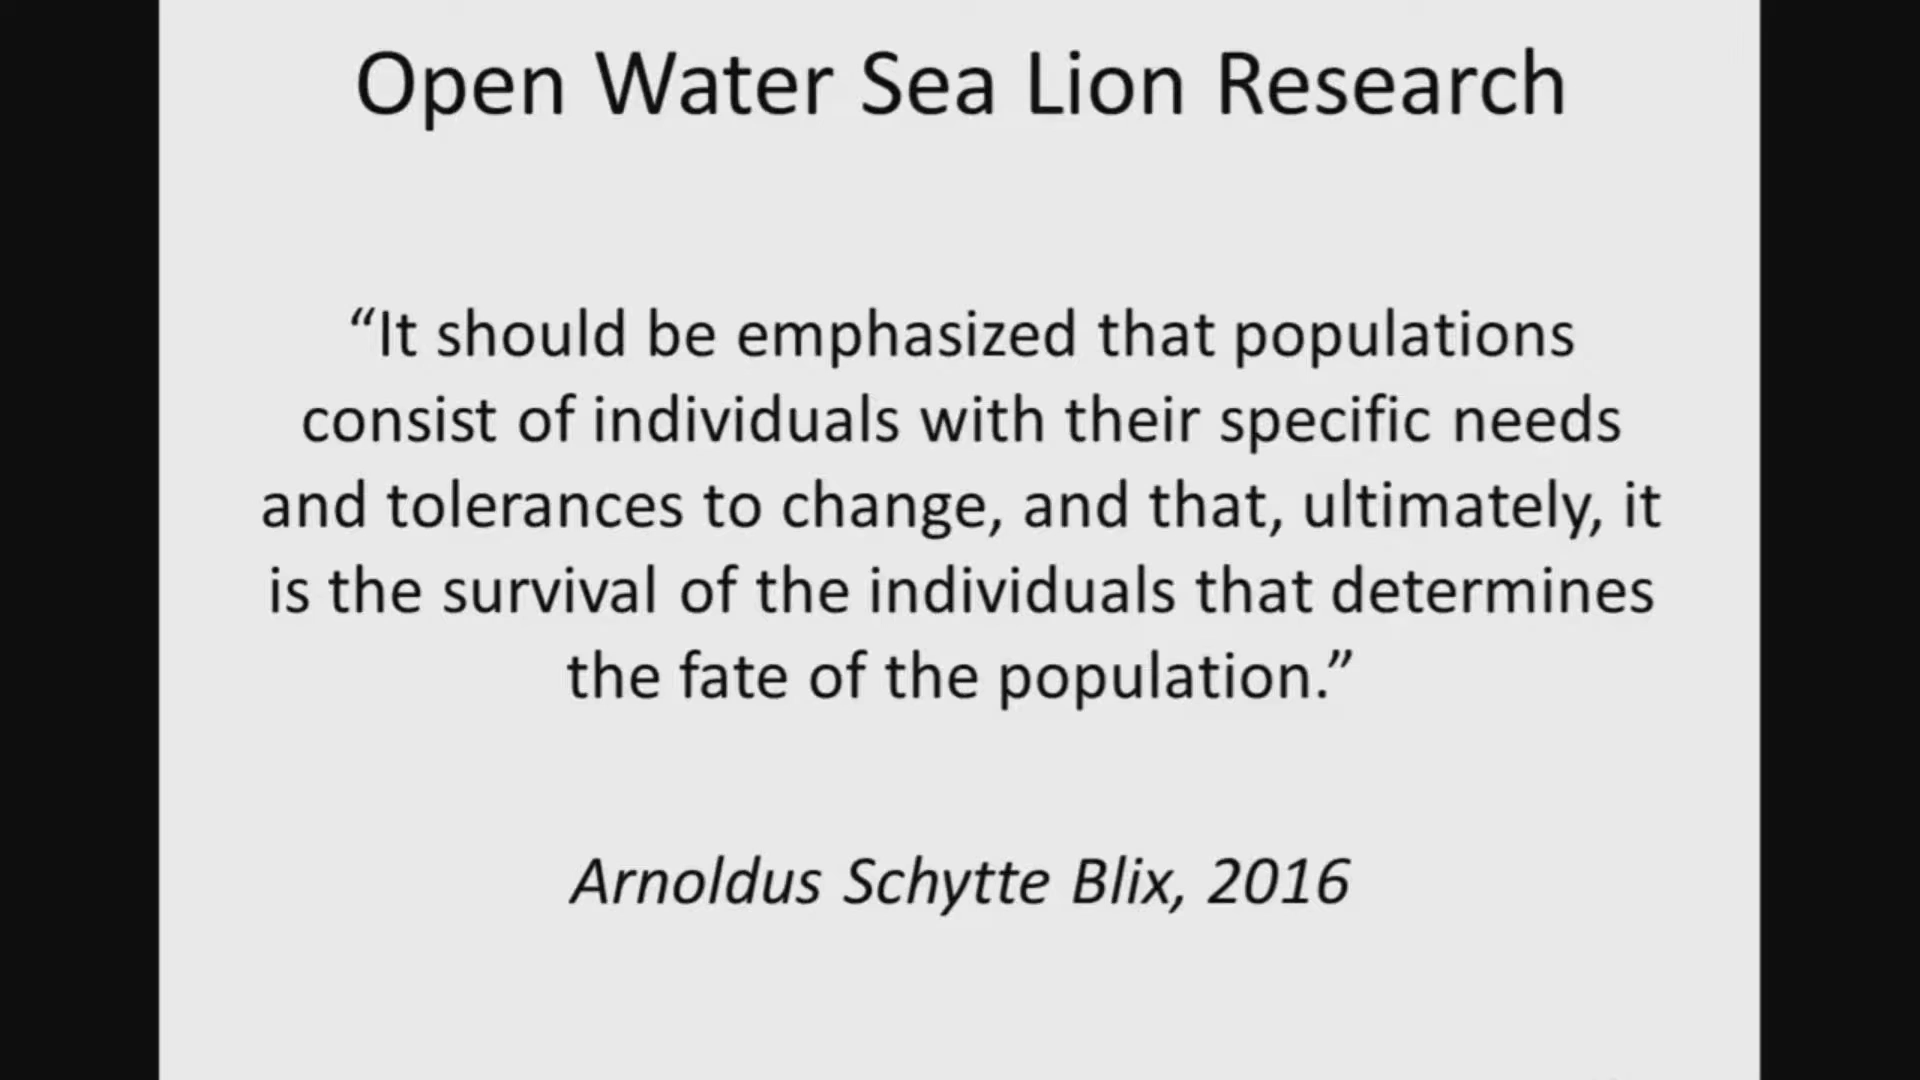 Open Water Sea Lion Research
“It should be emphasized that populations
consist of individuals with their specific needs
and tolerances to change, and that, ultimately, it
is the survival of the individuals that determines
the fate of the population.”
Arnoldus Schytte Blix, 2016